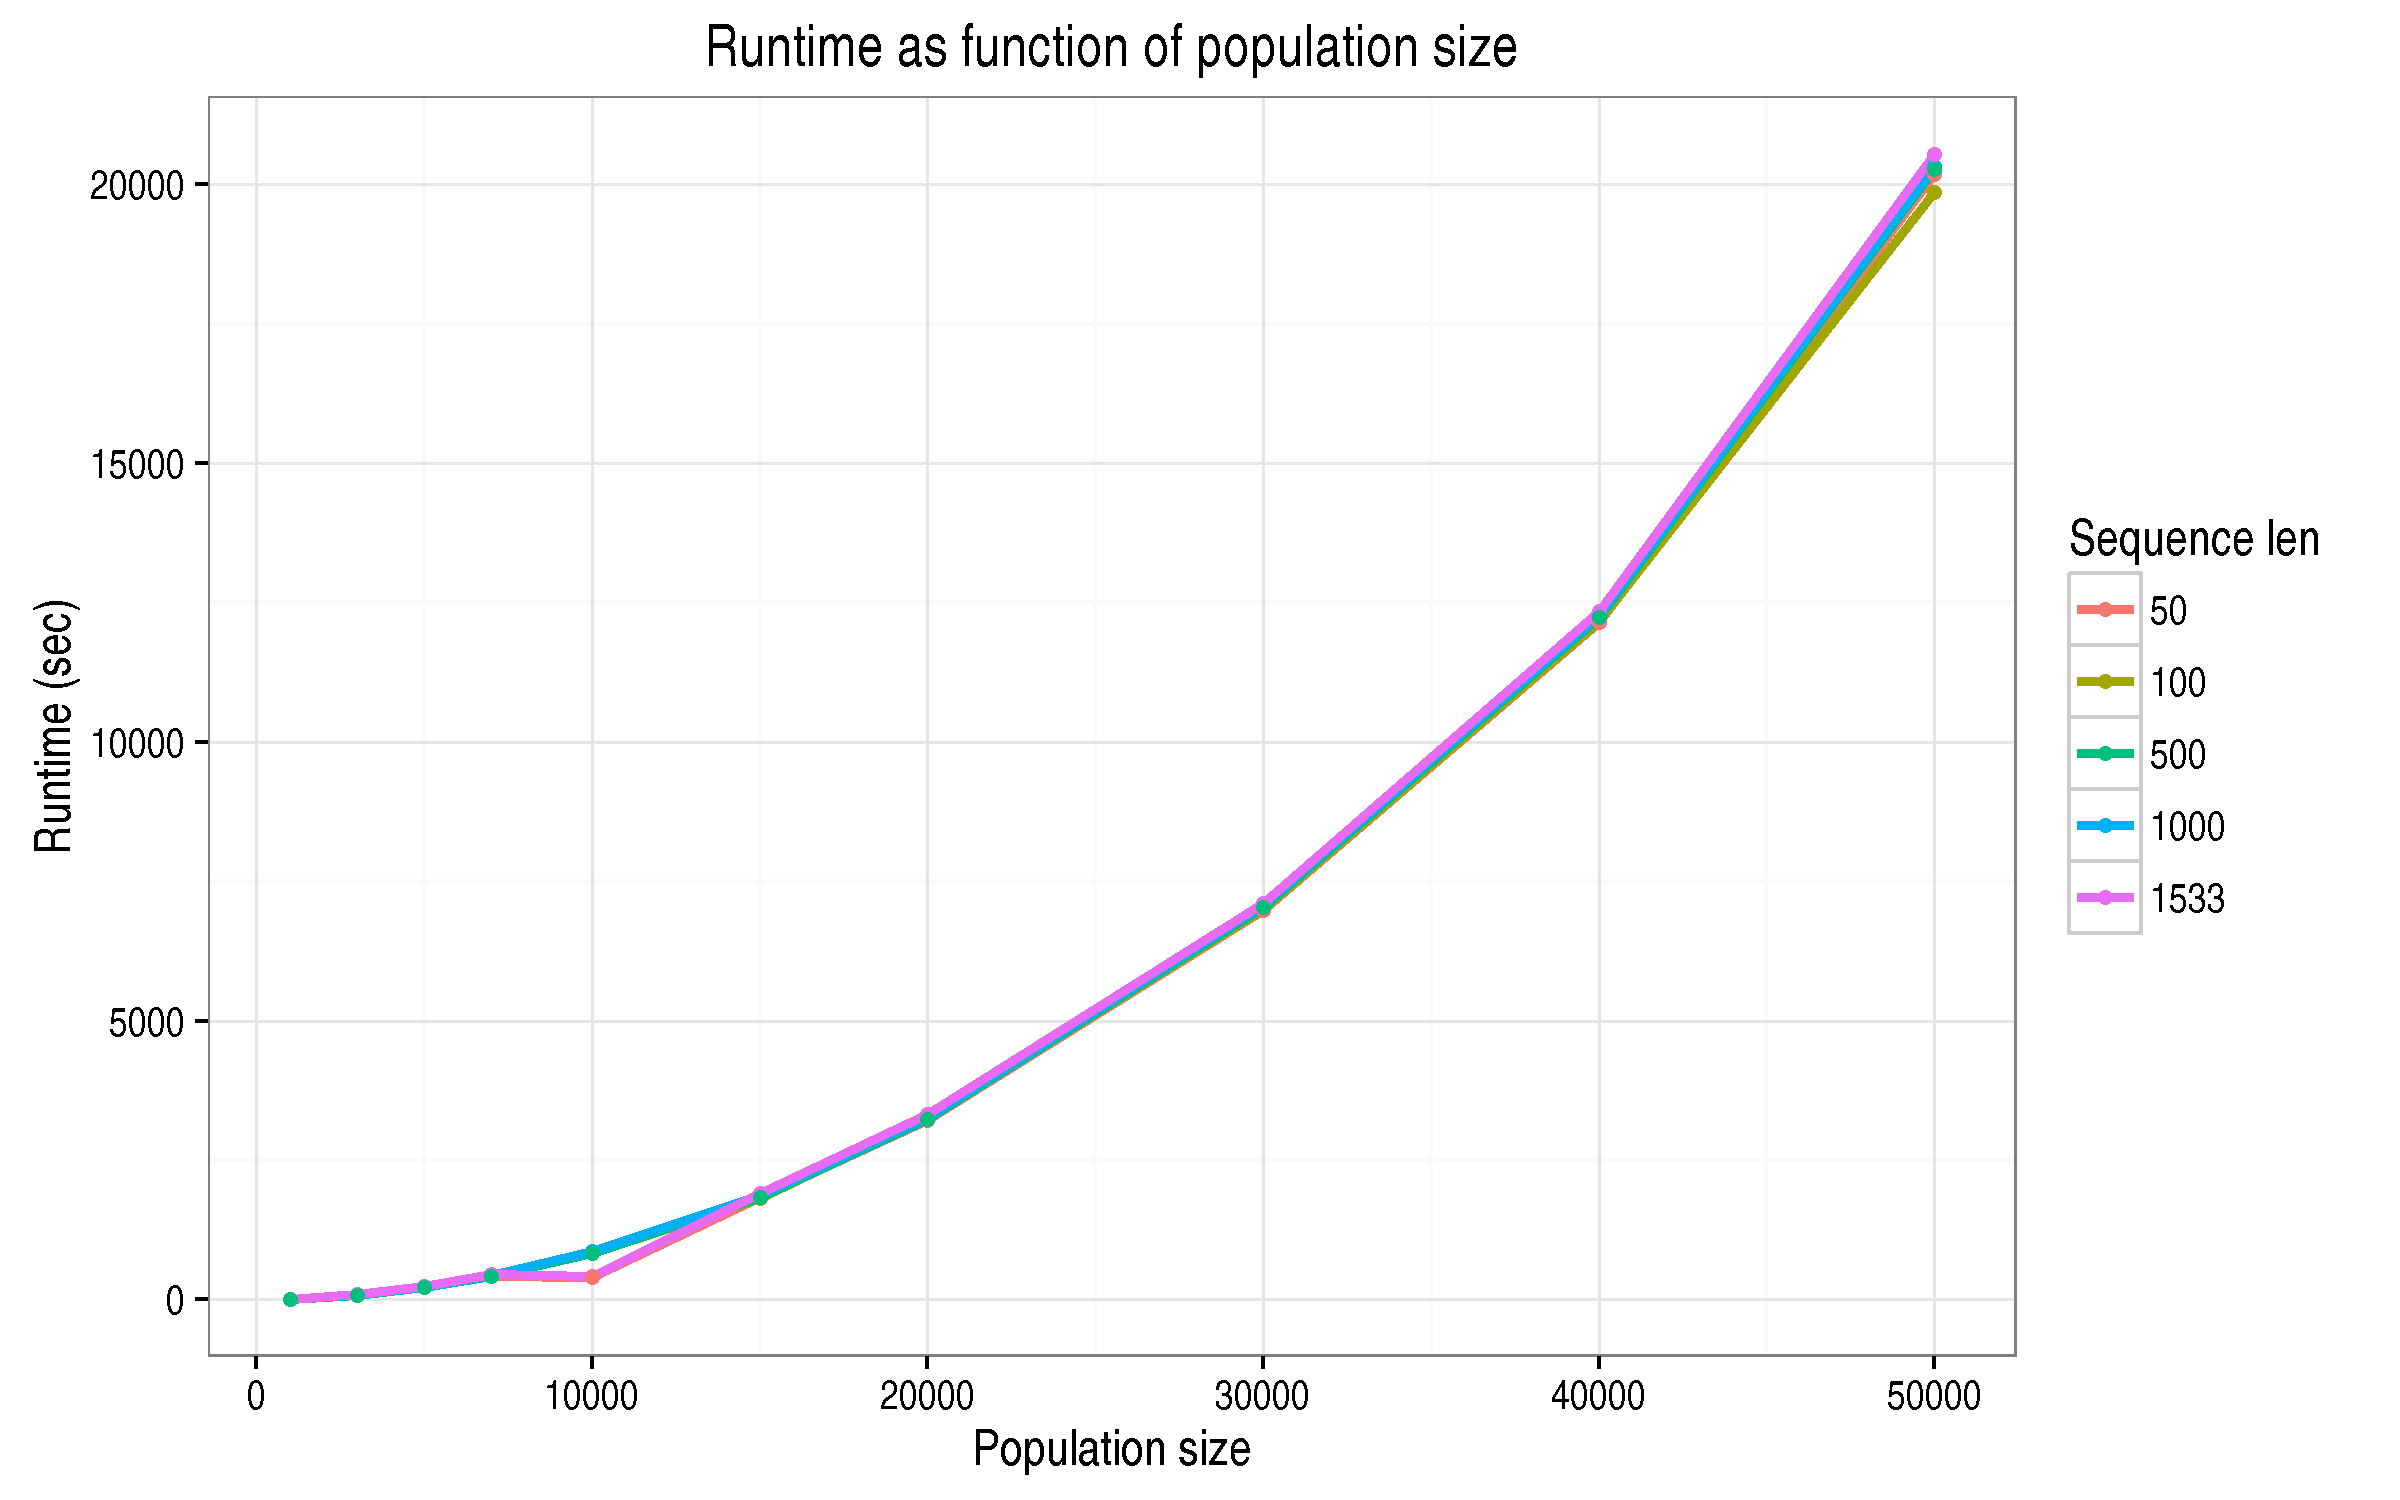 Runtime as function of population size
20000
15000
10000
5000
0
Runtime (sec)
0 10000 20000 30000 40000 50000
Population size
Sequence len
50
100
500
1000
1533